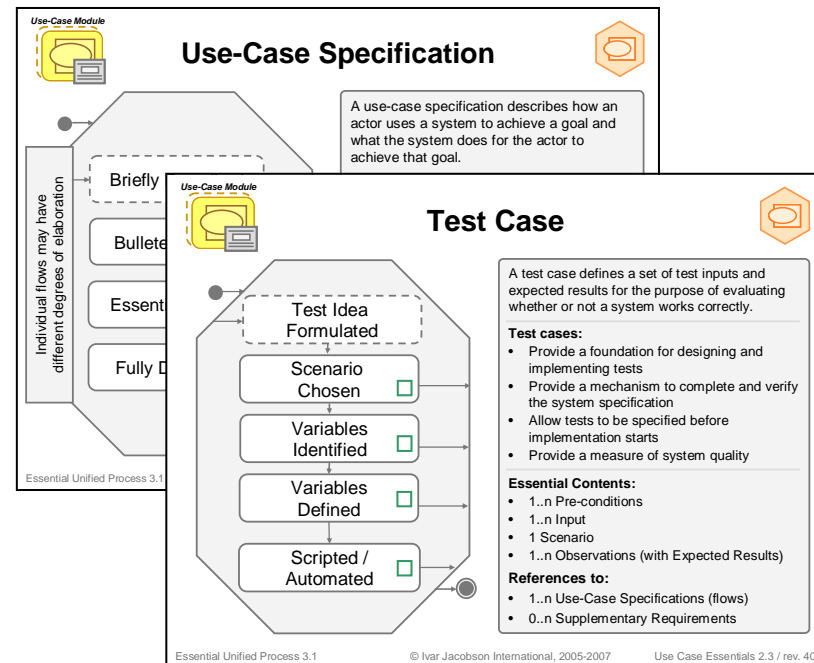 Use-Case Module
Use-Case Specification
A use-case specification describes how an
actor uses a system to achieve a goal and
what the system does for the actor to
achieve that goal.
Individual flows may have
different degrees of elaboration
Briefly
Bullete
Essent
Fully D
Essential Unified Process 3.1
Use-Case Module
Test Case
Test Idea
Formulated
Scenario
Chosen
Variables
Identified
Variables
Defined
Scripted /
Automated
A test case defines a set of test inputs and
expected results for the purpose of evaluating
whether or not a system works correctly.
Test cases:
• Provide a foundation for designing and
implementing tests
• Provide a mechanism to complete and verify
the system specification
• Allow tests to be specified before
implementation starts
• Provide a measure of system quality
Essential Contents:
• 1..n Pre-conditions
• 1..n Input
• 1 Scenario
• 1..n Observations (with Expected Results)
References to:
• 1..n Use-Case Specifications (flows)
• 0..n Supplementary Requirements
Essential Unified Process 3.1
© Ivar Jacobson International, 2005-2007
Use Case Essentials 2.3 / rev. 40